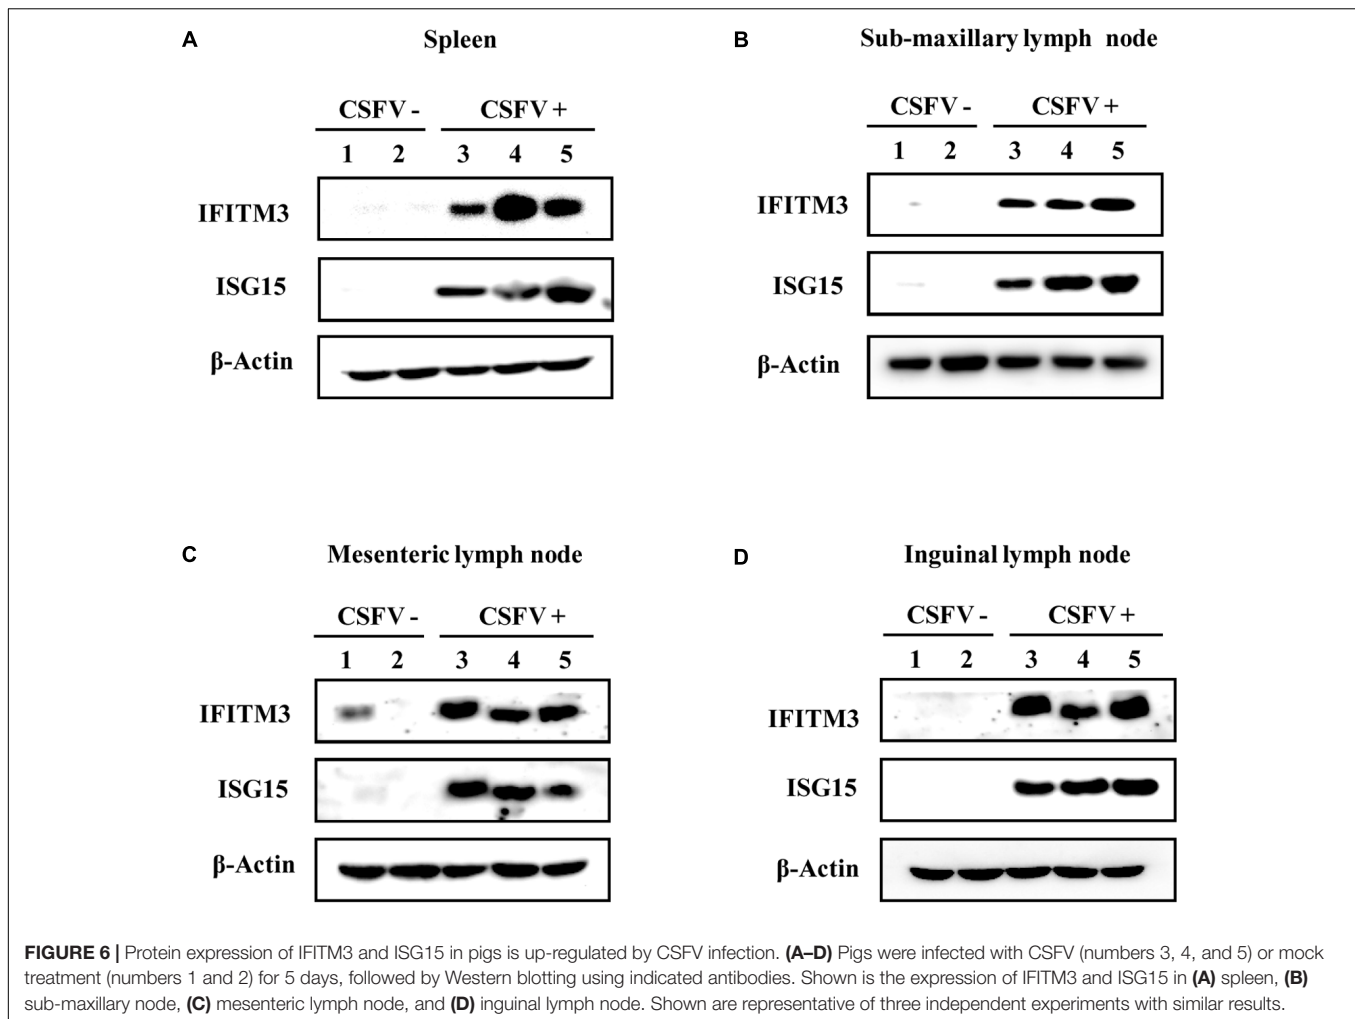 A
Spleen
CSFV - CSFV +
1 2 3 4 5
IFITM3
ISG15
β-Actin
B
Sub-maxillary lymph node
CSFV - CSFV +
1 2 3 4 5
IFITM3
ISG15
β-Actin
C
Mesenteric lymph node
CSFV - CSFV +
1 2 3 4 5
IFITM3
ISG15
β-Actin
D
Inguinal lymph node
CSFV - CSFV +
1 2 3 4 5
IFITM3
ISG15
β-Actin
FIGURE 6 | Protein expression of IFITM3 and ISG15 in pigs is up-regulated by CSFV infection. (A–D) Pigs were infected with CSFV (numbers 3, 4, and 5) or mock
treatment (numbers 1 and 2) for 5 days, followed by Western blotting using indicated antibodies. Shown is the expression of IFITM3 and ISG15 in (A) spleen, (B)
sub-maxillary node, (C) mesenteric lymph node, and (D) inguinal lymph node. Shown are representative of three independent experiments with similar results.